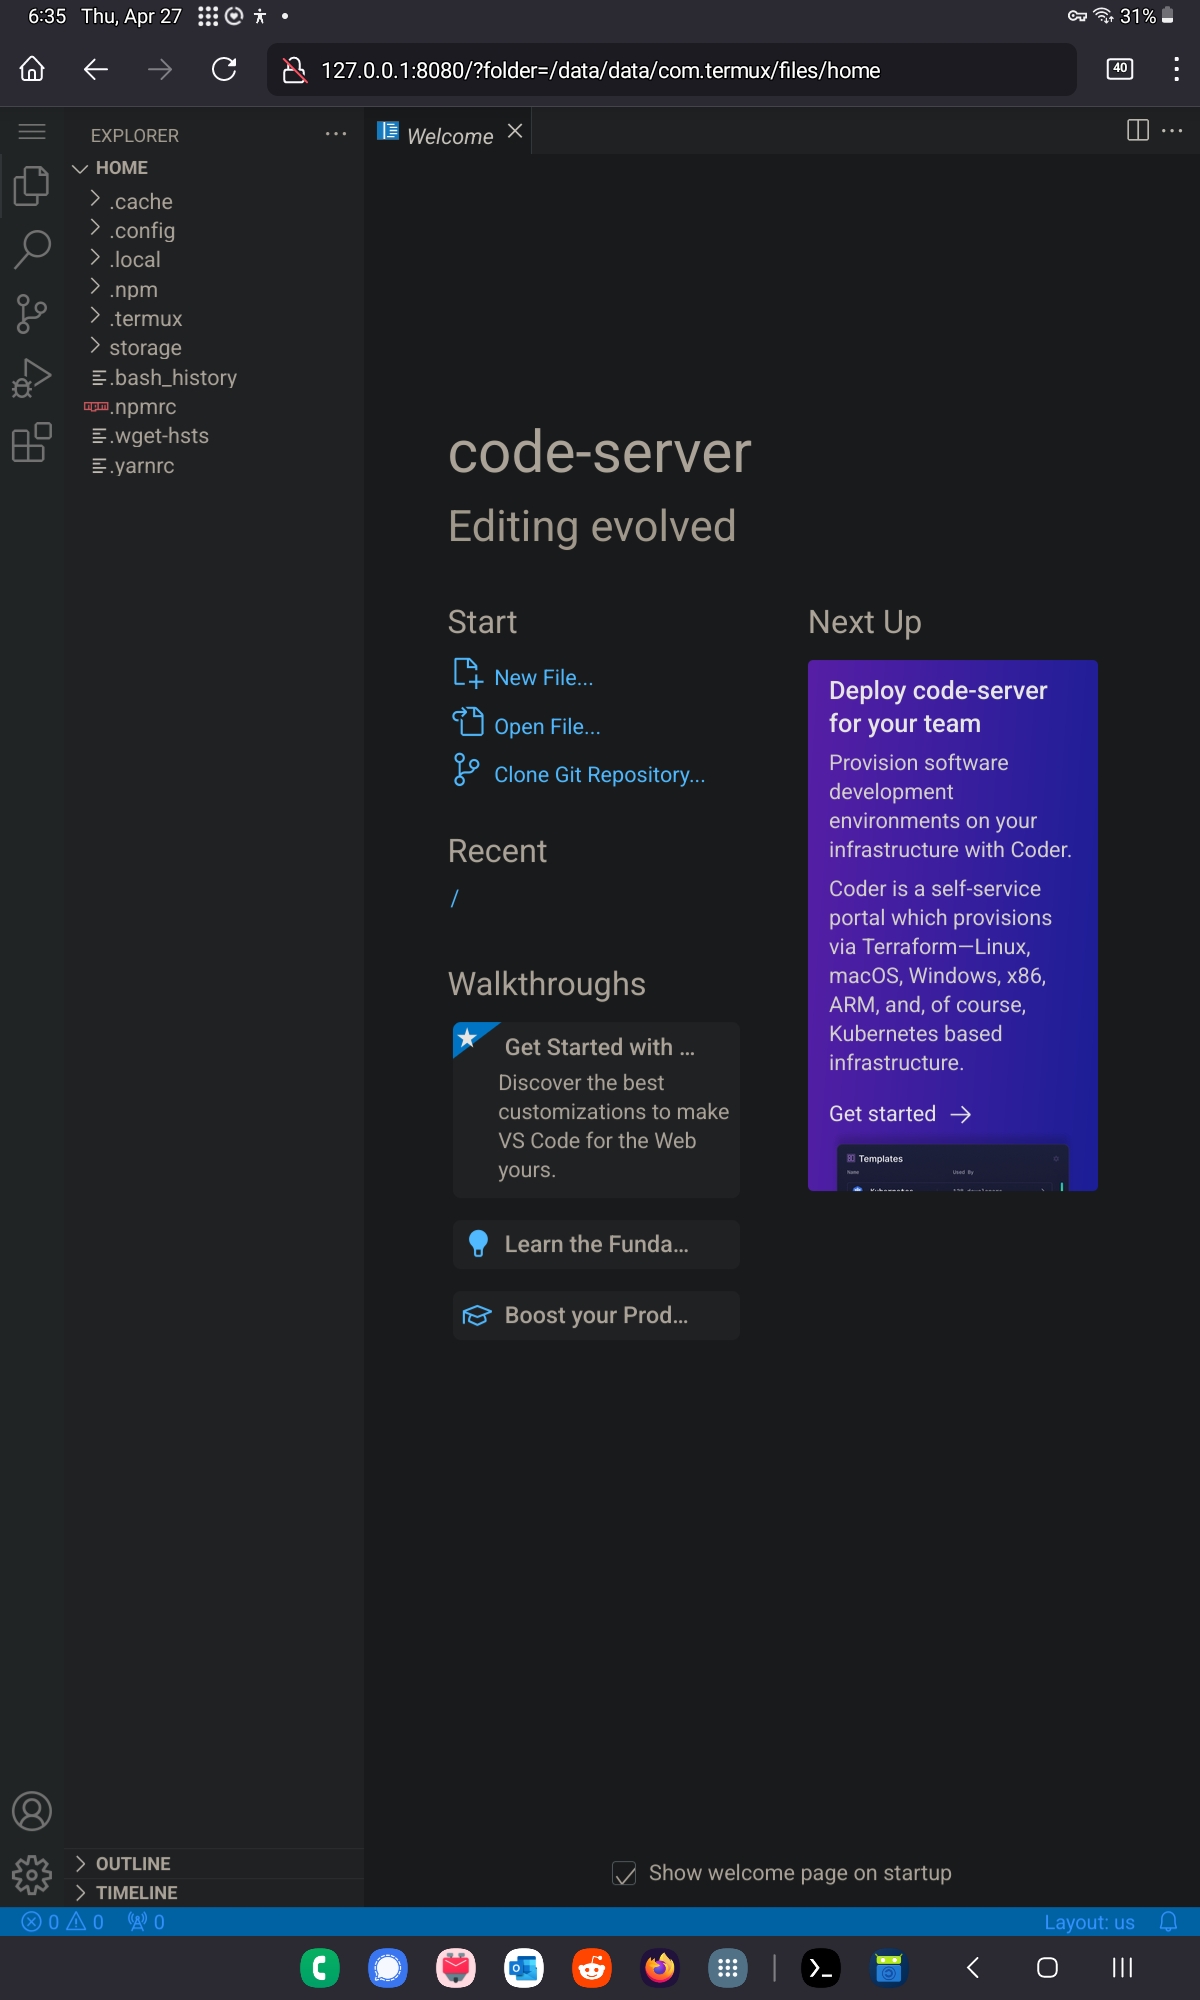 6:35 Thu, Apr 27
31%
127.0.0.1:8080/?folder=/data/data/com.termux/files/home
40
EXPLORER
HOME
.cache
.config
.local
.npm
.termux
storage
.bash_history
.npmrc
.wget-hsts
.yarnrc
Welcome
code-server
Editing evolved
Start
New File...
Open File...
Clone Git Repository...
Recent
/
Walkthroughs
Get Started with ...
Discover the best
customizations to make
VS Code for the Web
yours.
Learn the Funda...
Boost your Prod...
Next Up
Deploy code-server
for your team
Provision software
development
environments on your
infrastructure with Coder.
Coder is a self-service
portal which provisions
via Terraform—Linux,
macOS, Windows, x86,
ARM, and, of course,
Kubernetes based
infrastructure.
Get started
Templates
Name Used By
Show welcome page on startup
OUTLINE
TIMELINE
0 0 0
Layout: us